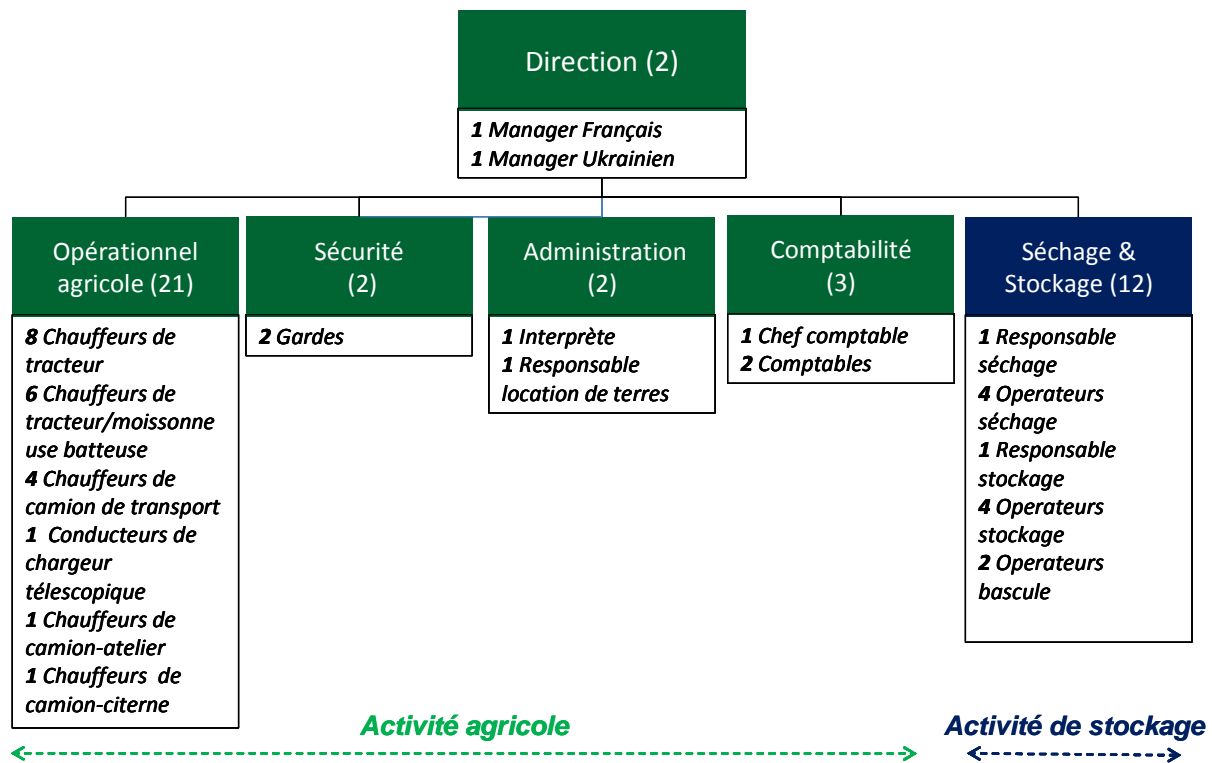 Direction (2)
1 Manager Français
1 Manager Ukrainien
Opérationnel
agricole (21)
8 Chauffeurs de
tracteur
6 Chauffeurs de
tracteur/moissonne
use batteuse
4 Chauffeurs de
camion de transport
1 Conducteurs de
chargeur
télescopique
1 Chauffeurs de
camion-atelier
1 Chauffeurs de
camion-citerne
Sécurité
(2)
2 Gardes
Administration
(2)
1 Interprète
1 Responsable
location de terres
Comptabilité
(3)
1 Chef comptable
2 Comptables
Séchage &
Stockage (12)
1 Responsable
séchage
4 Operateurs
séchage
1 Responsable
stockage
4 Operateurs
stockage
2 Operateurs
bascule
Activité agricole
Activité de stockage